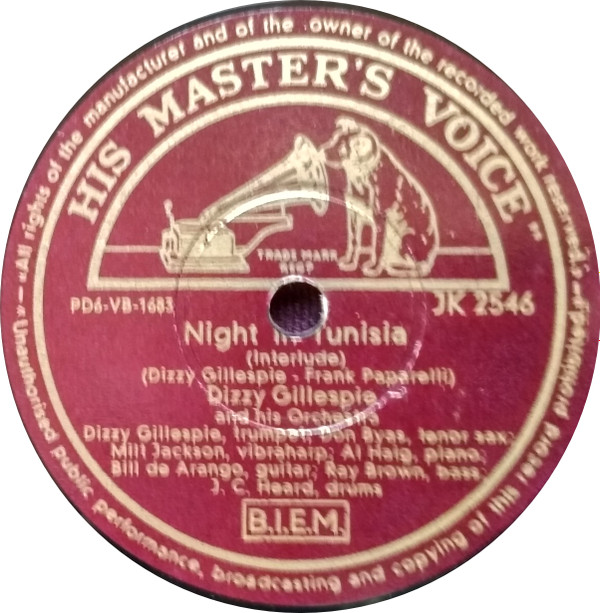 «All rights of the manufacturer and of the owner of the recorded work reserved.»
«Unauthorised public performance, broadcasting and copying of this record prohibited
"HIS MASTER'S VOICE"
TRADE MARK
PD6-VB-1683
JK 2546
Night in Tunisia
(Interlude)
(Dizzy Gillespie - Frank Paparelli)
Dizzy Gillespie
and his Orchestra
Dizzy Gillespie, trumpet; Don Byas, tenor sax;
Milt Jackson, vibraharp; Al Haig, piano;
Bill de Arango, guitar; Ray Brown, bass;
J. C. Heard, drums
B.I.E.M.